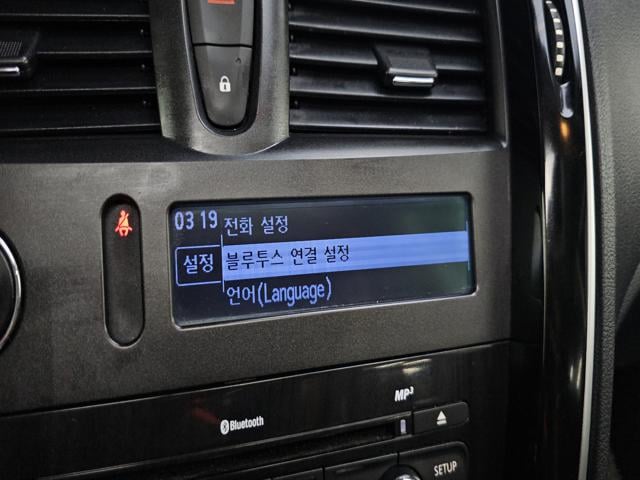 03 19
전화 설정
설정
블루투스 연결 설정
언어(Language)
Bluetooth
MP3
SETUP